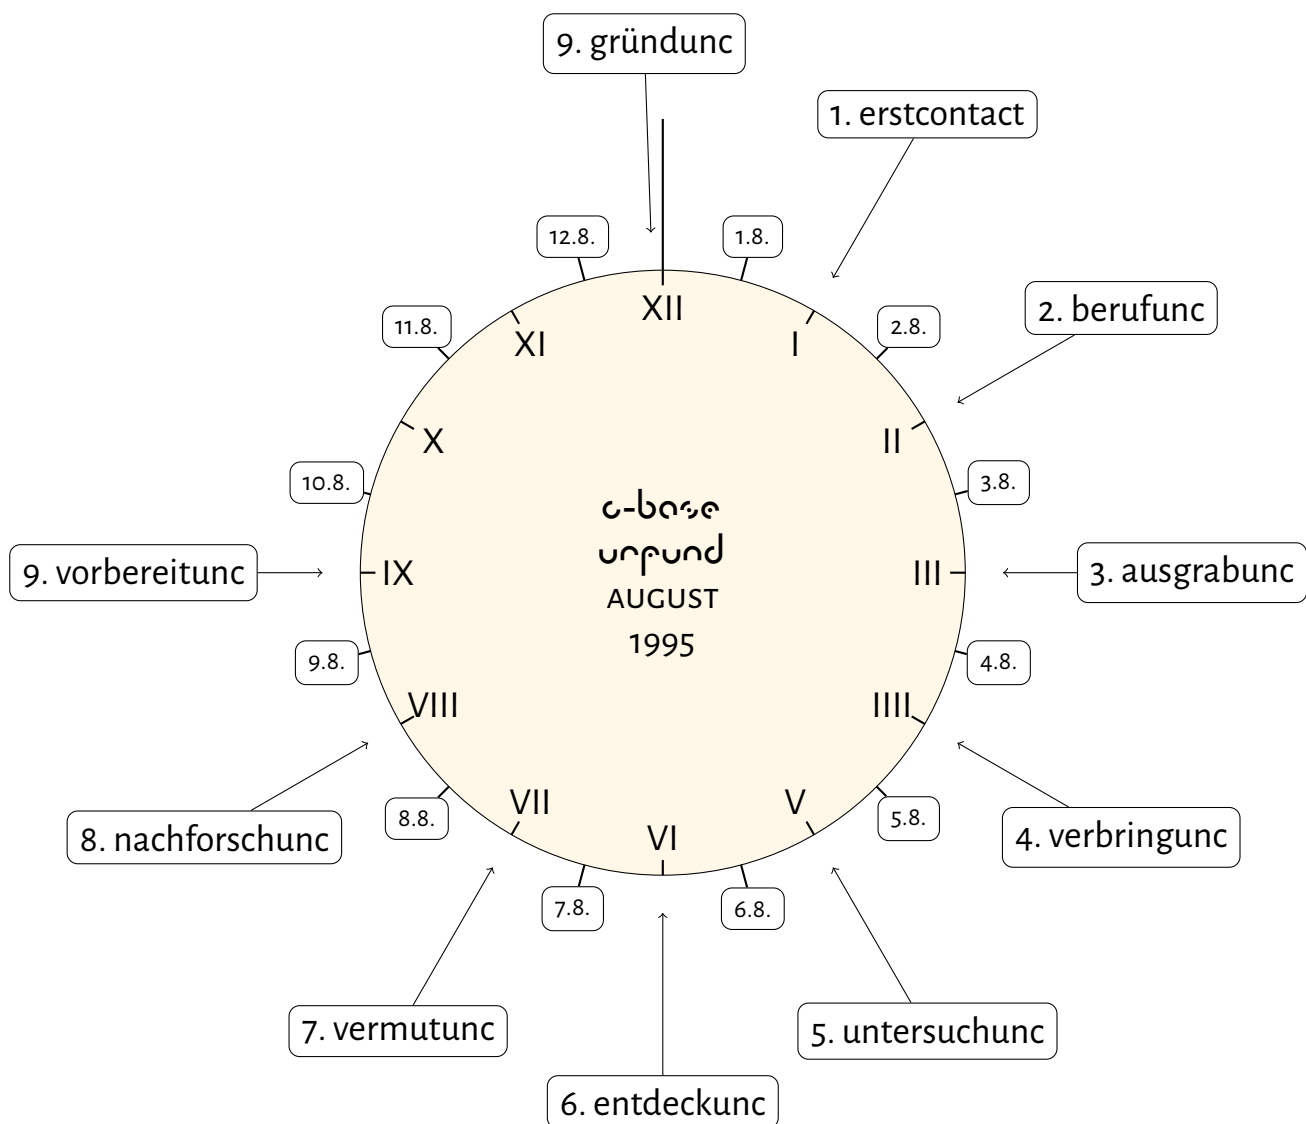 9. gründunc
1. erstcontact
12.8.
1.8.
XII
11.8.
2.8.
XI
I
2. berufunc
X
II
10.8.
3.8.
c-base
urfund
AUGUST
1995
9. vorbereitunc
IX
III
3. ausgrabunc
9.8.
4.8.
VIII
IIII
8.8.
5.8.
VII
V
VI
8. nachforschunc
4. verbringunc
7.8.
6.8.
7. vermutunc
5. untersuchunc
6. entdeckunc